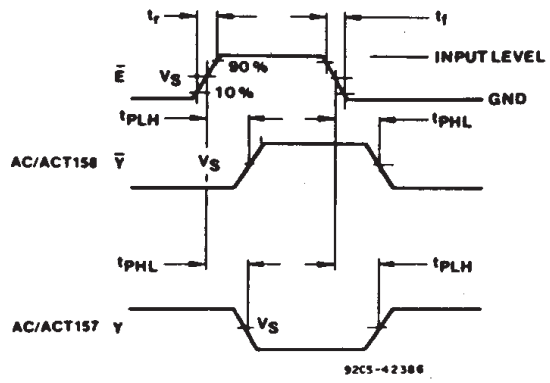 tr tf
Ē VS 90% INPUT LEVEL
10% GND
tPLH tPHL
AC/ACT158 Ȳ VS
tPHL tPLH
AC/ACT157 Y VS
92CS-42386